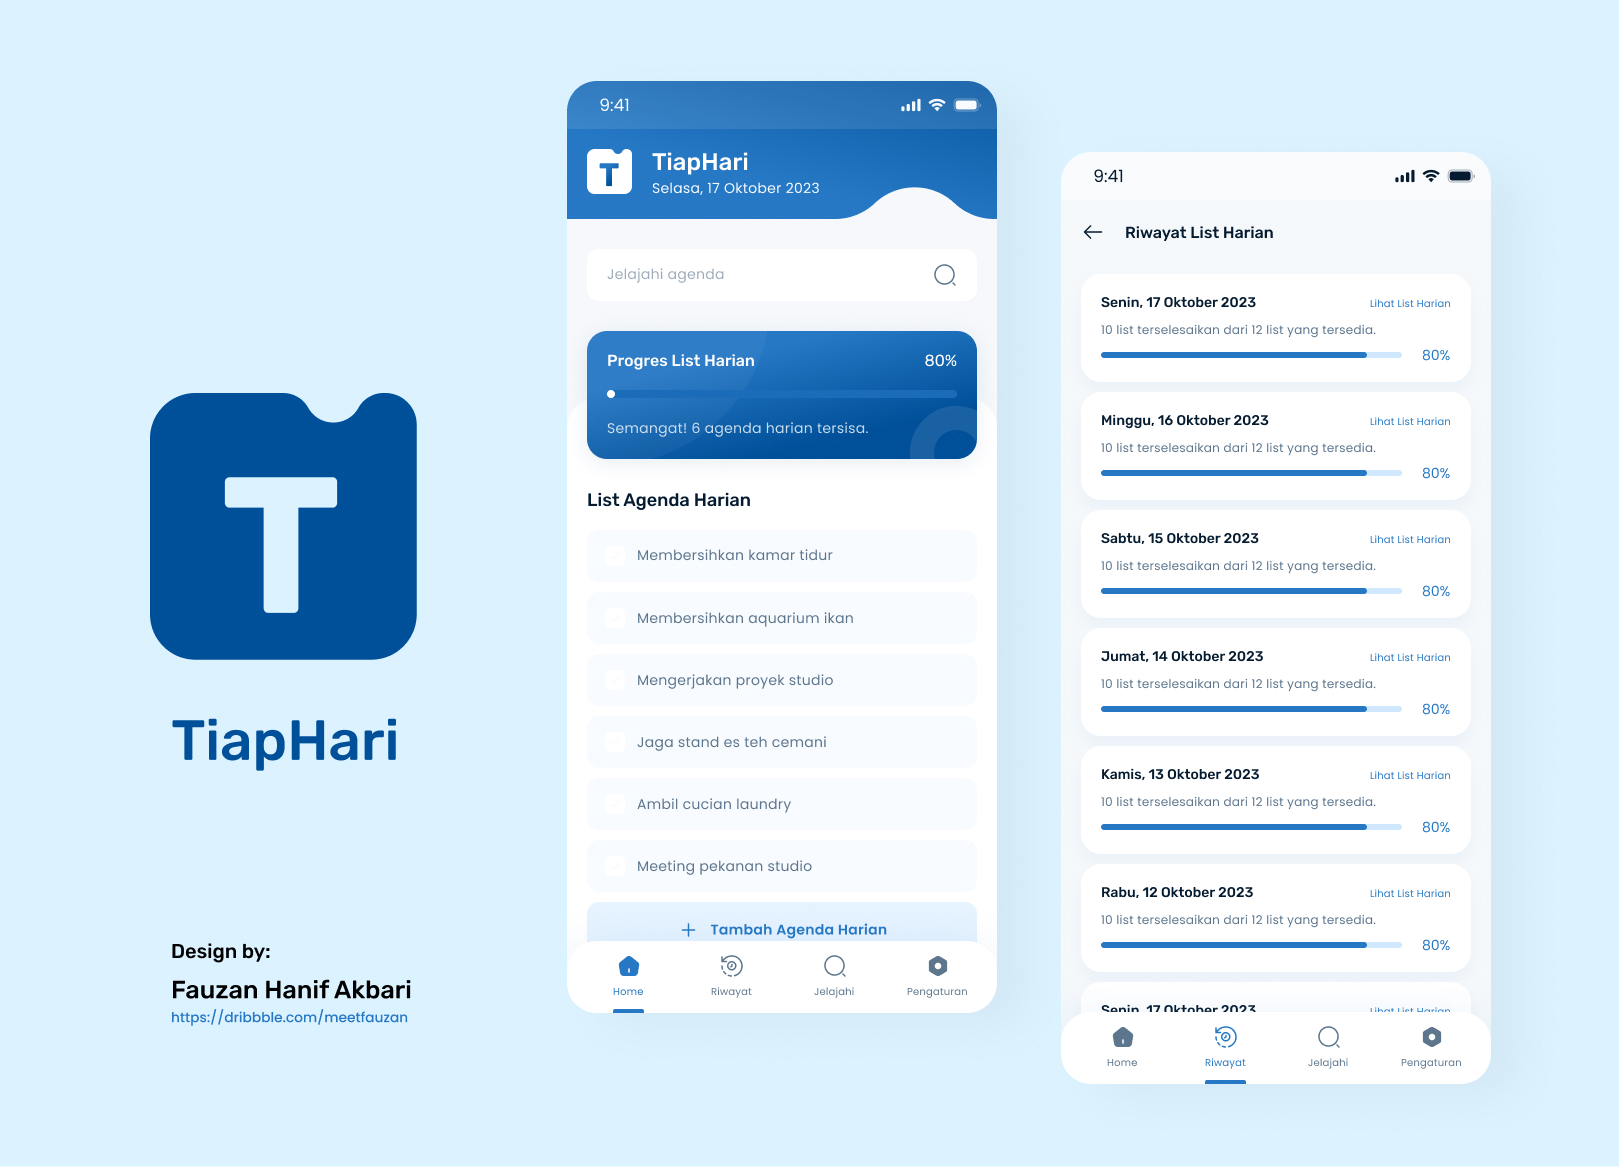 T
TiapHari
Design by:
Fauzan Hanif Akbari
https://dribbble.com/meetfauzan
9:41
T
TiapHari
Selasa, 17 Oktober 2023
Jelajahi agenda
Progres List Harian 80%
Semangat! 6 agenda harian tersisa.
List Agenda Harian
Membersihkan kamar tidur
Membersihkan aquarium ikan
Mengerjakan proyek studio
Jaga stand es teh cemani
Ambil cucian laundry
Meeting pekanan studio
Tambah Agenda Harian
Home Riwayat Jelajahi Pengaturan
9:41
Riwayat List Harian
Senin, 17 Oktober 2023 Lihat List Harian
10 list terselesaikan dari 12 list yang tersedia.
80%
Minggu, 16 Oktober 2023 Lihat List Harian
10 list terselesaikan dari 12 list yang tersedia.
80%
Sabtu, 15 Oktober 2023 Lihat List Harian
10 list terselesaikan dari 12 list yang tersedia.
80%
Jumat, 14 Oktober 2023 Lihat List Harian
10 list terselesaikan dari 12 list yang tersedia.
80%
Kamis, 13 Oktober 2023 Lihat List Harian
10 list terselesaikan dari 12 list yang tersedia.
80%
Rabu, 12 Oktober 2023 Lihat List Harian
10 list terselesaikan dari 12 list yang tersedia.
80%
Senin, 17 Oktober 2023 Lihat List Harian
Home Riwayat Jelajahi Pengaturan